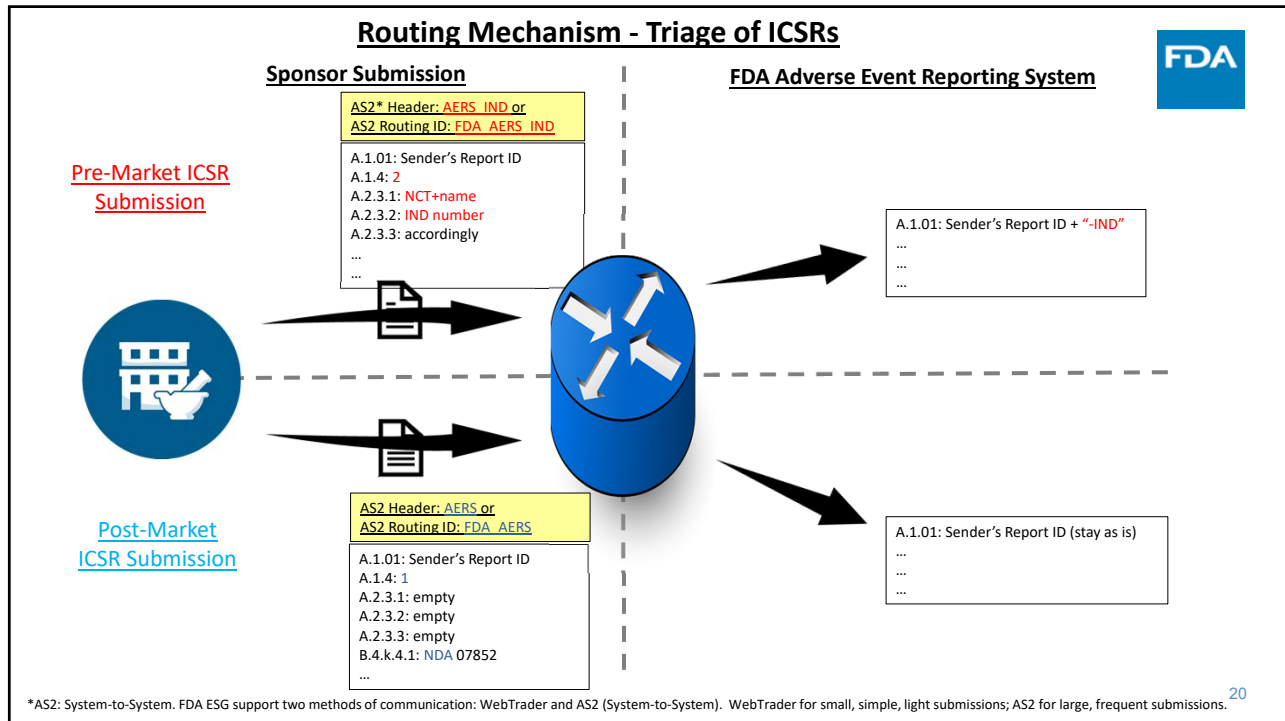 Routing Mechanism - Triage of ICSRs
FDA
Sponsor Submission
FDA Adverse Event Reporting System
AS2* Header: AERS_IND or
AS2 Routing ID: FDA_AERS_IND
Pre-Market ICSR
Submission
A.1.01: Sender's Report ID
A.1.4: 2
A.2.3.1: NCT+name
A.2.3.2: IND number
A.2.3.3: accordingly
...
...
A.1.01: Sender's Report ID + "-IND"
...
...
...
Post-Market
ICSR Submission
AS2 Header: AERS or
AS2 Routing ID: FDA_AERS
A.1.01: Sender's Report ID
A.1.4: 1
A.2.3.1: empty
A.2.3.2: empty
A.2.3.3: empty
B.4.k.4.1: NDA 07852
...
A.1.01: Sender's Report ID (stay as is)
...
...
...
*AS2: System-to-System. FDA ESG support two methods of communication: WebTrader and AS2 (System-to-System). WebTrader for small, simple, light submissions; AS2 for large, frequent submissions.
20